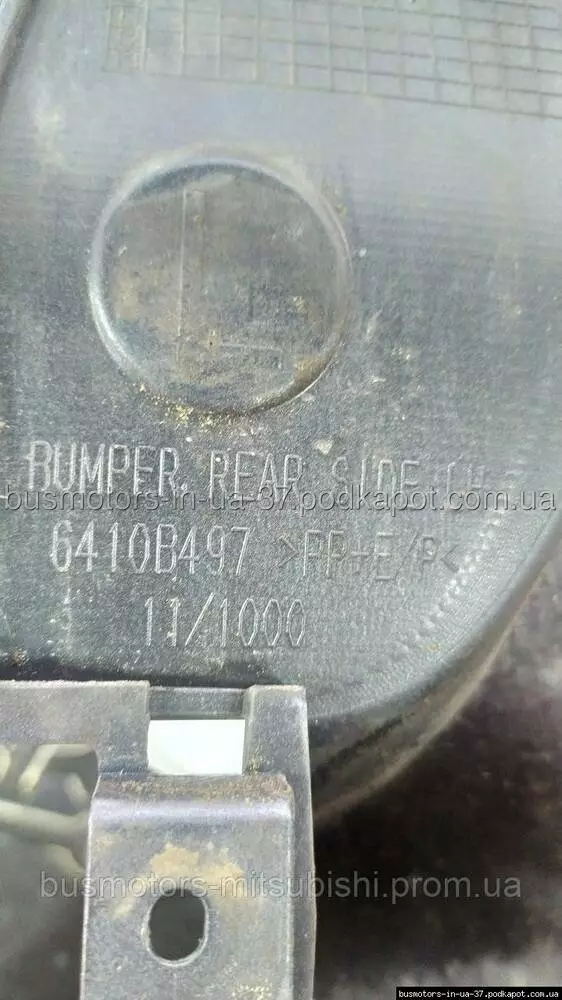 BUMPER, REAR SIDE LH
busmotors-in-ua-37.podkapot.com.ua
6410B497 >PP+E/P<
11/1000
busmotors-mitsubishi.prom.ua
busmotors-in-ua-37.podkapot.com.ua